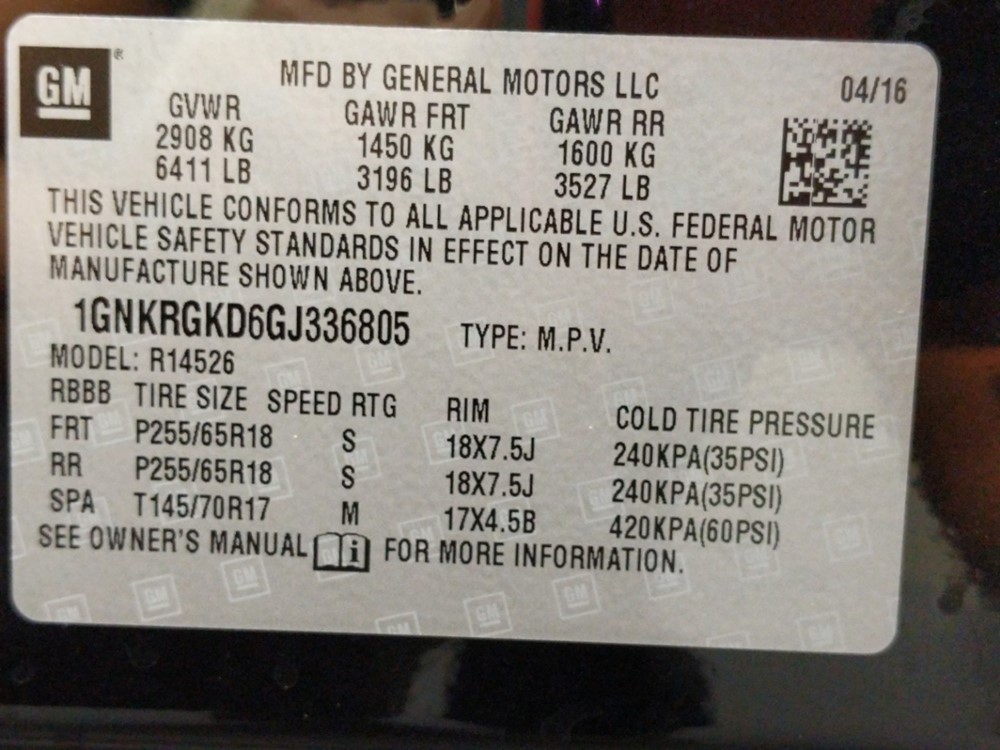 GM ®
MFD BY GENERAL MOTORS LLC 04/16
GVWR GAWR FRT GAWR RR
2908 KG 1450 KG 1600 KG
6411 LB 3196 LB 3527 LB
THIS VEHICLE CONFORMS TO ALL APPLICABLE U.S. FEDERAL MOTOR
VEHICLE SAFETY STANDARDS IN EFFECT ON THE DATE OF
MANUFACTURE SHOWN ABOVE.
1GNKRGKD6GJ336805 TYPE: M.P.V.
MODEL: R14526
RBBB TIRE SIZE SPEED RTG RIM COLD TIRE PRESSURE
FRT P255/65R18 S 18X7.5J 240KPA(35PSI)
RR P255/65R18 S 18X7.5J 240KPA(35PSI)
SPA T145/70R17 M 17X4.5B 420KPA(60PSI)
SEE OWNER'S MANUAL FOR MORE INFORMATION.